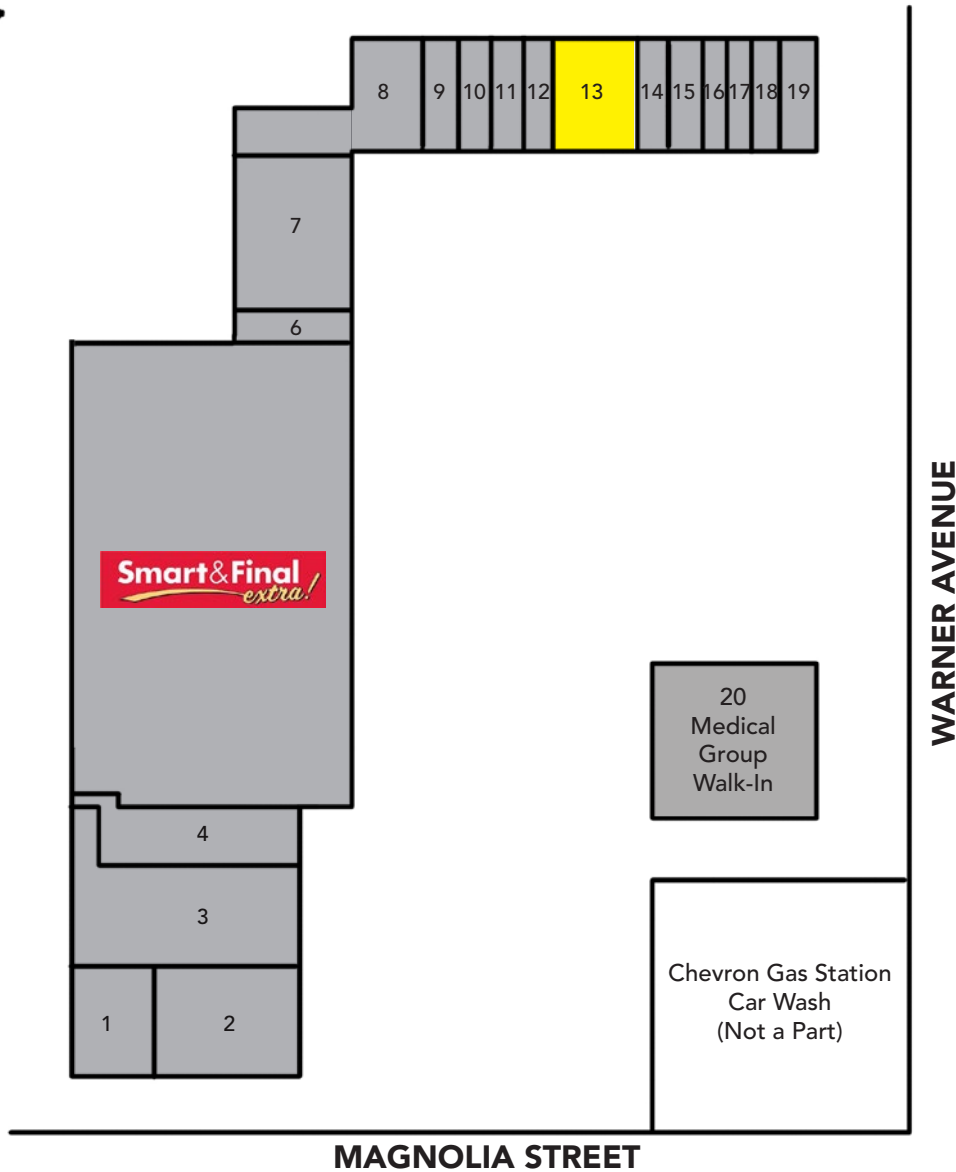 8
9
10
11
12
13
14
15
16
17
18
19
7
6
Smart&Final
extra!
WARNER AVENUE
20
Medical
Group
Walk-In
4
3
Chevron Gas Station
Car Wash
(Not a Part)
1
2
MAGNOLIA STREET